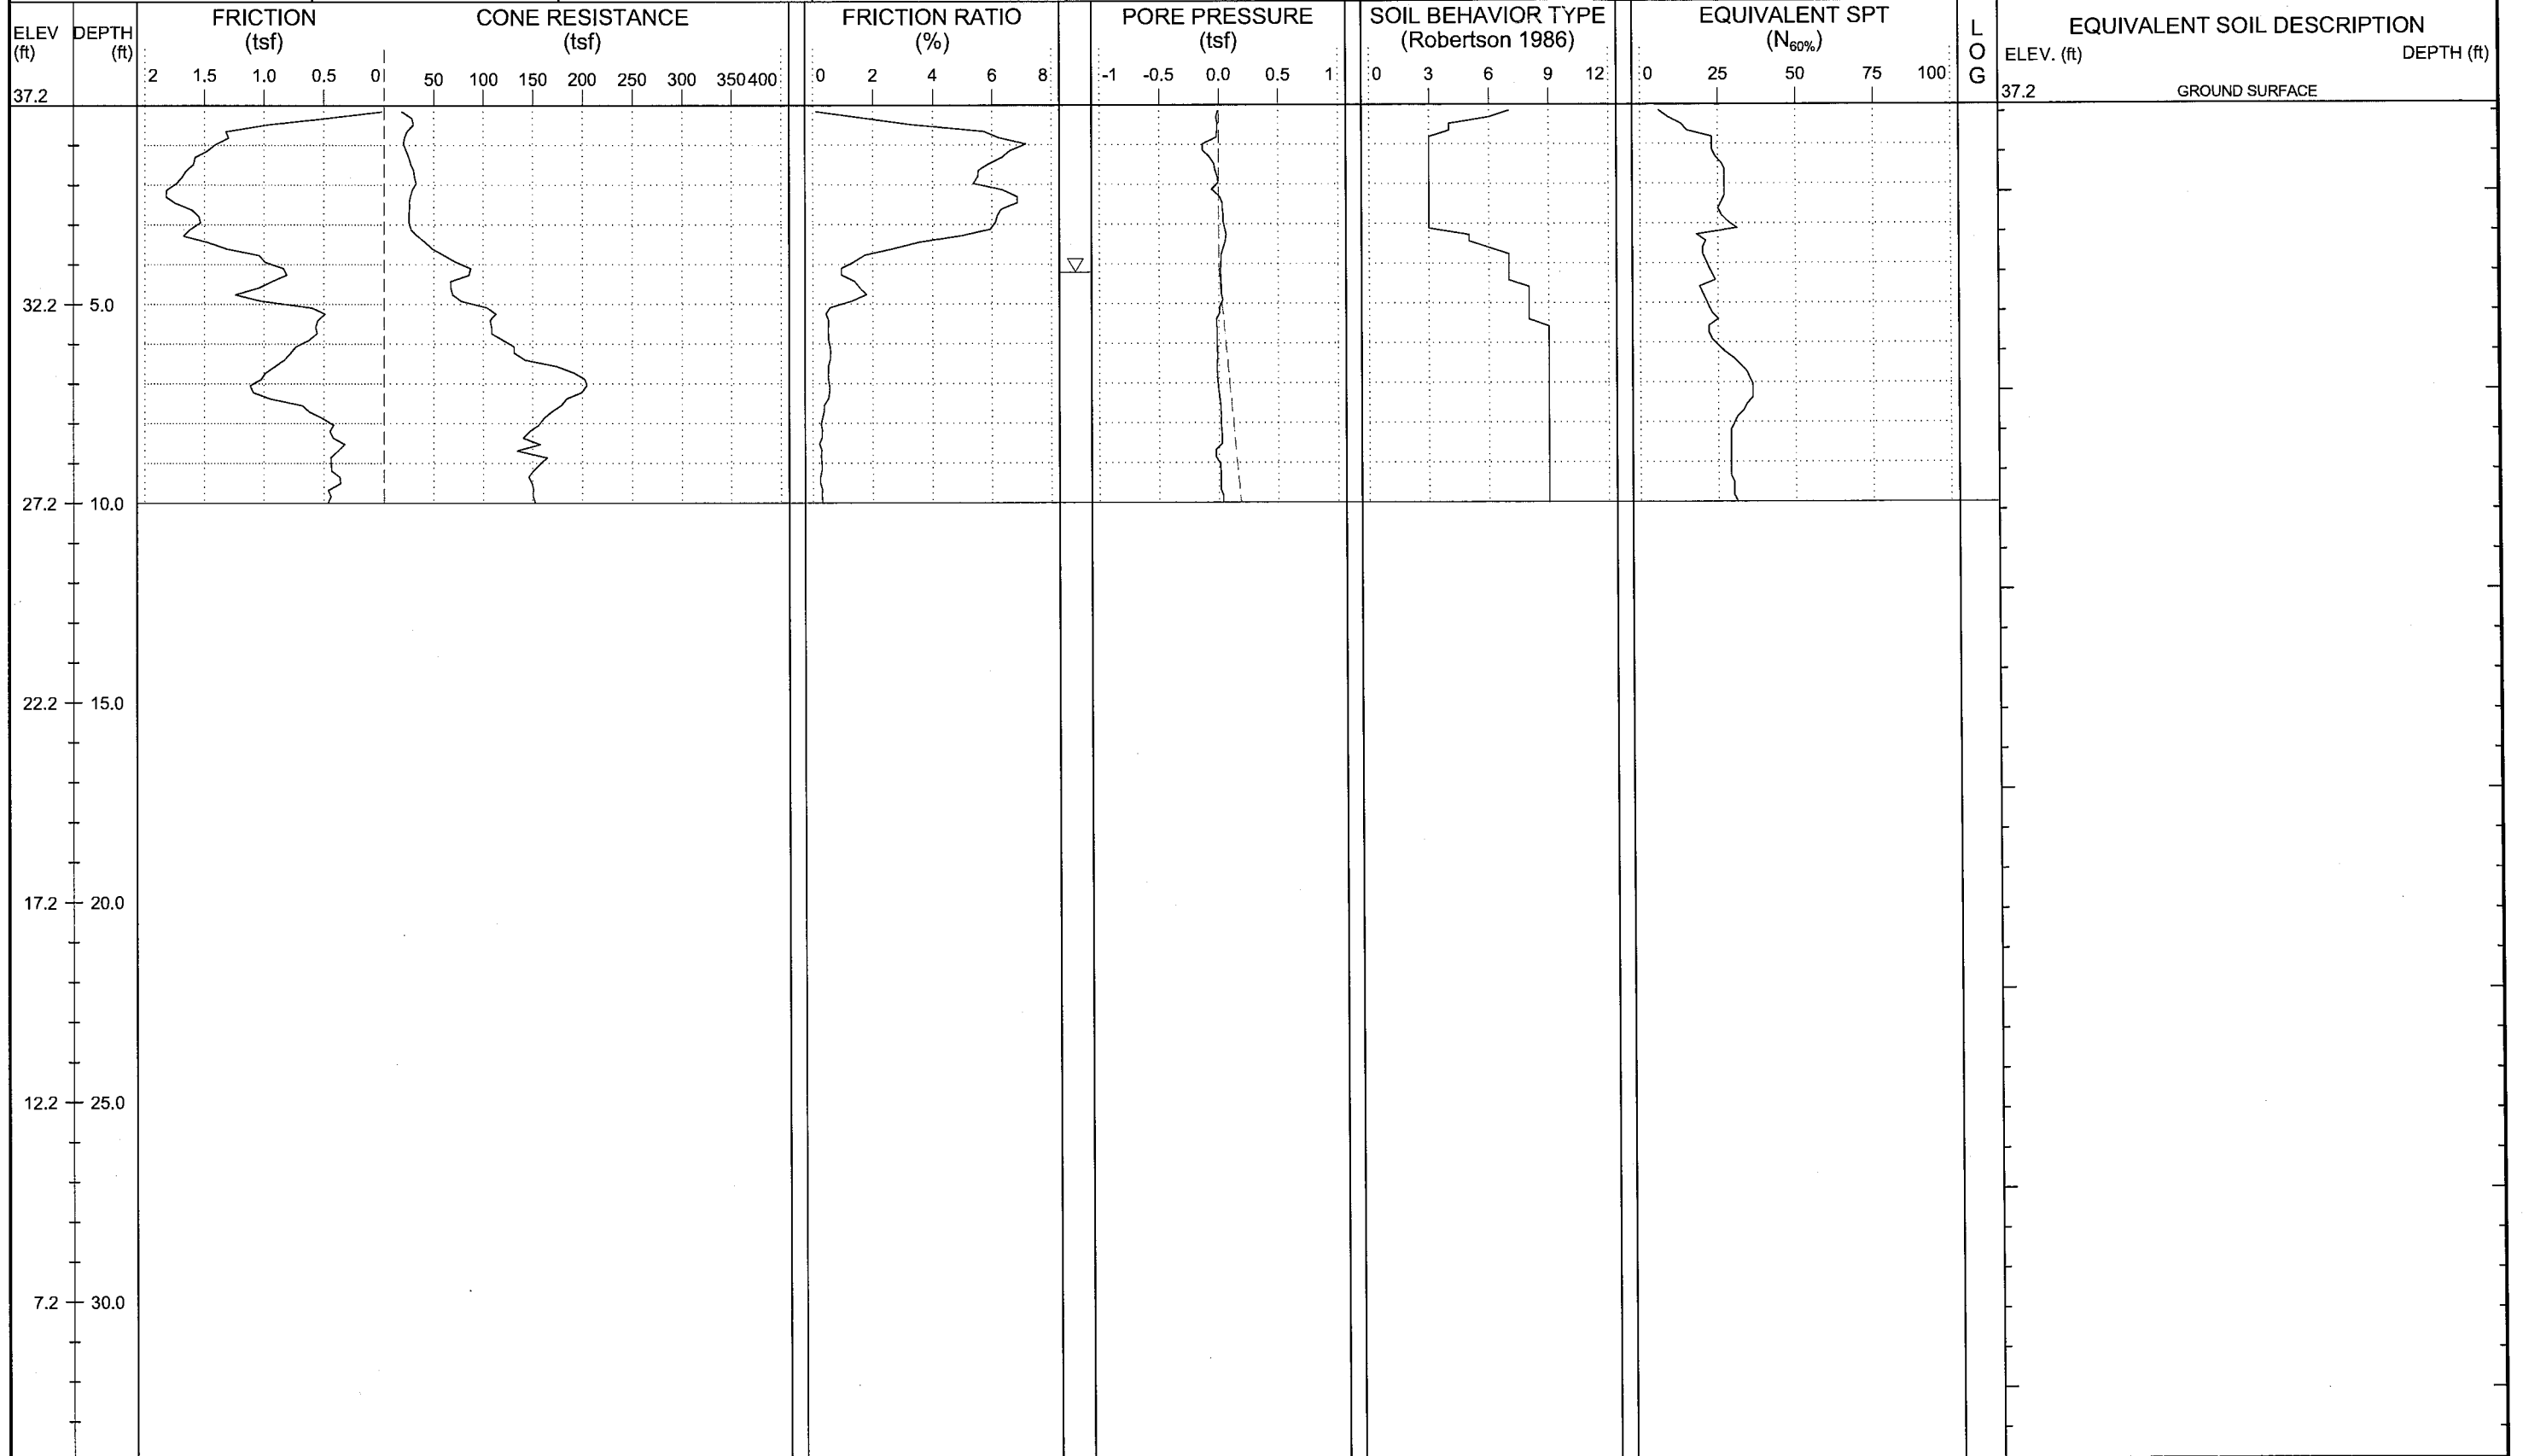 FRICTION CONE RESISTANCE FRICTION RATIO PORE PRESSURE SOIL BEHAVIOR TYPE EQUIVALENT SPT L EQUIVALENT SOIL DESCRIPTION
ELEV DEPTH (tsf) (tsf) (%) (tsf) (Robertson 1986) (N60%) O
(ft) (ft) G ELEV. (ft) DEPTH (ft)
2 1.5 1.0 0.5 0 50 100 150 200 250 300 350 400 0 2 4 6 8 -1 -0.5 0.0 0.5 1 0 3 6 9 12 0 25 50 75 100
37.2 37.2 GROUND SURFACE
32.2 5.0
27.2 10.0
22.2 15.0
17.2 20.0
12.2 25.0
7.2 30.0